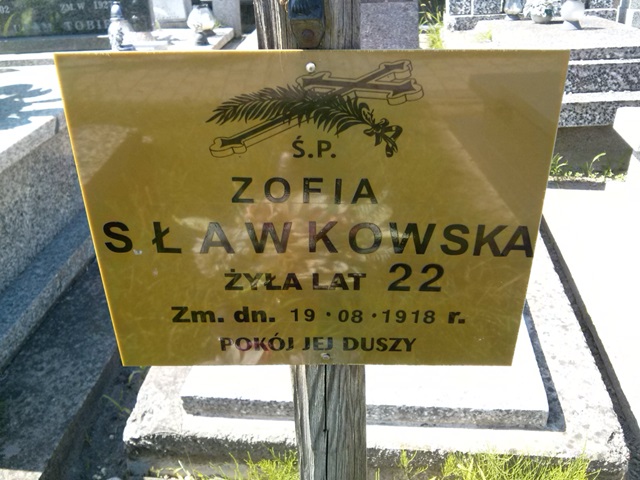 Ś.P.
ZOFIA
SŁAWKOWSKA
ŻYŁA LAT 22
Zm. dn. 19 · 08 · 1918 r.
POKÓJ JEJ DUSZY